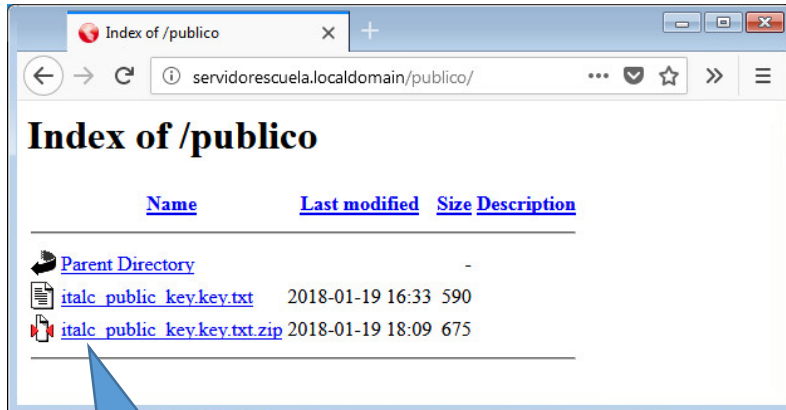 Index of /publico
servidorescuela.localdomain/publico/
Index of /publico
Name Last modified Size Description
Parent Directory -
italc_public_key.key.txt 2018-01-19 16:33 590
italc_public_key.key.txt.zip 2018-01-19 18:09 675